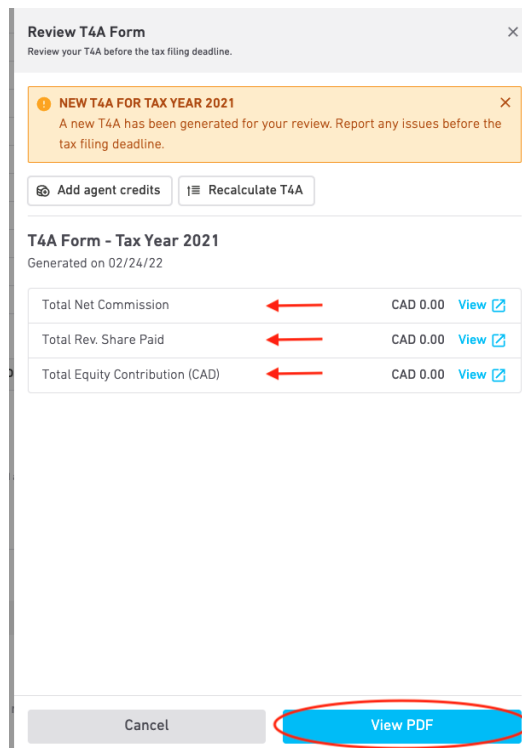 Review T4A Form
Review your T4A before the tax filing deadline.
NEW T4A FOR TAX YEAR 2021
A new T4A has been generated for your review. Report any issues before the
tax filing deadline.
Add agent credits
Recalculate T4A
T4A Form - Tax Year 2021
Generated on 02/24/22
Total Net Commission CAD 0.00 View
Total Rev. Share Paid CAD 0.00 View
Total Equity Contribution (CAD) CAD 0.00 View
Cancel
View PDF